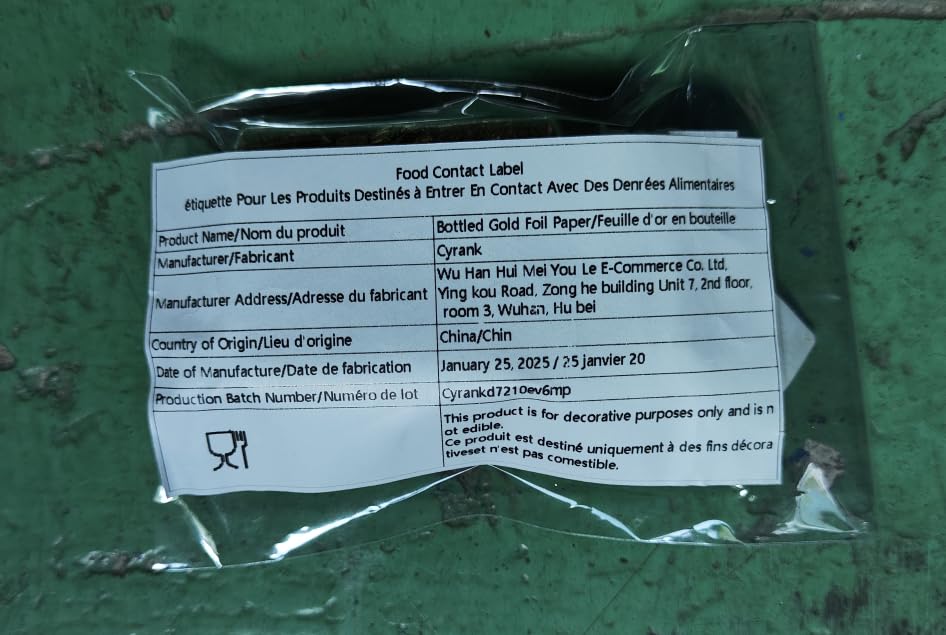 Food Contact Label
étiquette Pour Les Produits Destinés à Entrer En Contact Avec Des Denrées Alimentaires
Product Name/Nom du produit
Bottled Gold Foil Paper/Feuille d'or en bouteille
Manufacturer/Fabricant
Cyrank
Manufacturer Address/Adresse du fabricant
Wu Han Hui Mei You Le E-Commerce Co. Ltd,
Ying kou Road, Zong he building Unit 7, 2nd floor,
room 3, Wuhan, Hu bei
Country of Origin/Lieu d'origine
China/Chin
Date of Manufacture/Date de fabrication
January 25, 2025 / 25 janvier 20
Production Batch Number/Numéro de lot
Cyrankd7210ev6mp
This product is for decorative purposes only and is n
ot edible.
Ce produit est destiné uniquement à des fins décora
tiveset n'est pas comestible.